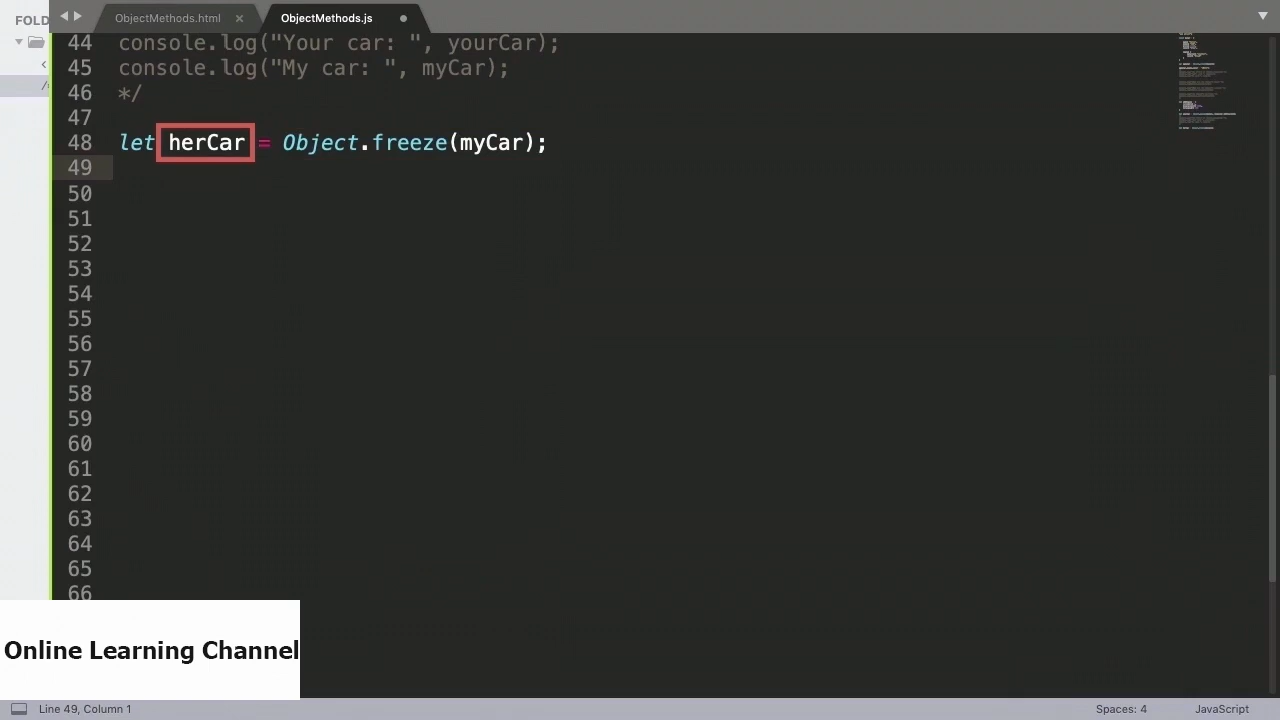 FOLD
ObjectMethods.html ×
ObjectMethods.js
<
/
44 console.log("Your car: ", yourCar);
45 console.log("My car: ", myCar);
46 */
47
48 let herCar = Object.freeze(myCar);
49
50
51
52
53
54
55
56
57
58
59
60
61
62
63
64
65
66
Online Learning Channel
Line 49, Column 1
Spaces: 4
JavaScript